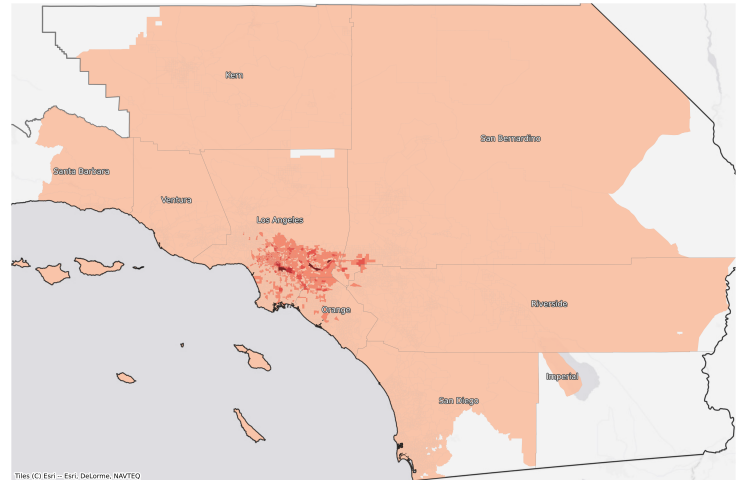 Kern
San Bernardino
Santa Barbara
Ventura
Los Angeles
Riverside
Orange
Imperial
San Diego
Tiles (C) Esri -- Esri, DeLorme, NAVTEQ